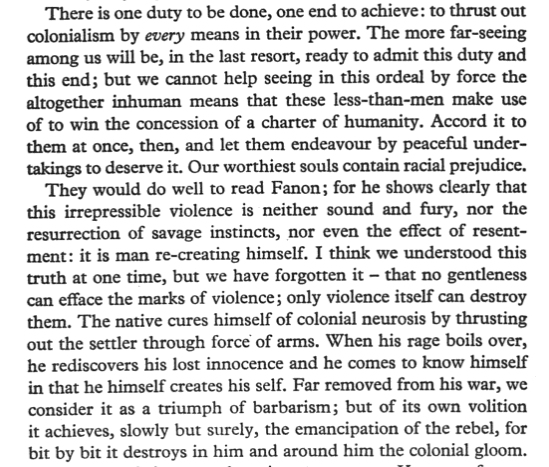 There is one duty to be done, one end to achieve: to thrust out
colonialism by every means in their power. The more far-seeing
among us will be, in the last resort, ready to admit this duty and
this end; but we cannot help seeing in this ordeal by force the
altogether inhuman means that these less-than-men make use
of to win the concession of a charter of humanity. Accord it to
them at once, then, and let them endeavour by peaceful under-
takings to deserve it. Our worthiest souls contain racial prejudice.
They would do well to read Fanon; for he shows clearly that
this irrepressible violence is neither sound and fury, nor the
resurrection of savage instincts, nor even the effect of resent-
ment: it is man re-creating himself. I think we understood this
truth at one time, but we have forgotten it – that no gentleness
can efface the marks of violence; only violence itself can destroy
them. The native cures himself of colonial neurosis by thrusting
out the settler through force of arms. When his rage boils over,
he rediscovers his lost innocence and he comes to know himself
in that he himself creates his self. Far removed from his war, we
consider it as a triumph of barbarism; but of its own volition
it achieves, slowly but surely, the emancipation of the rebel, for
bit by bit it destroys in him and around him the colonial gloom.